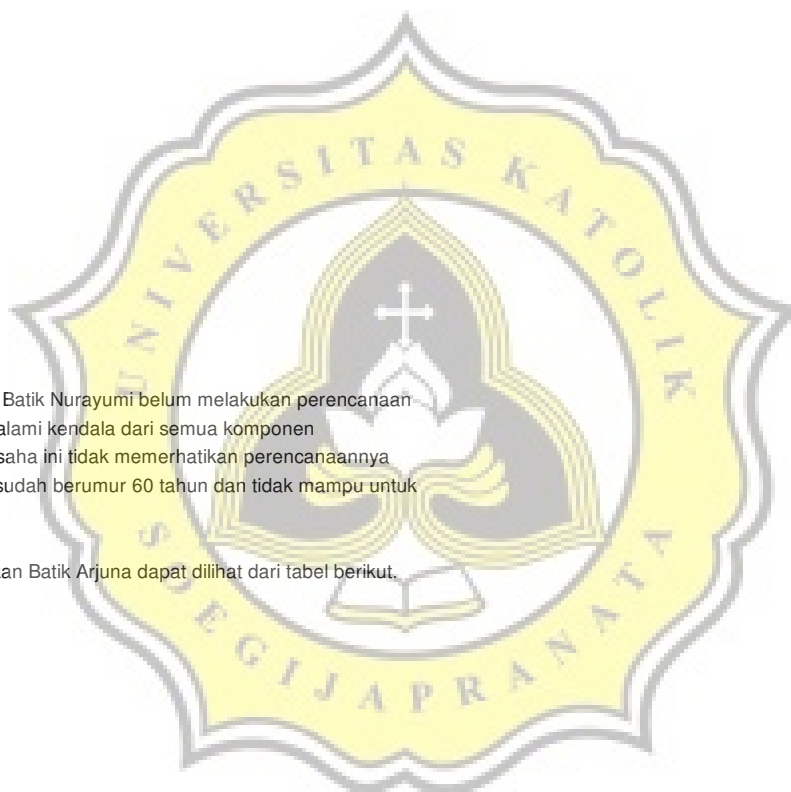 UNIVERSITAS KATOLIK
Batik Nurayumi belum melakukan perencanaan
alami kendala dari semua komponen
saha ini tidak memerhatikan perencanaannya
sudah berumur 60 tahun dan tidak mampu untuk
an Batik Arjuna dapat dilihat dari tabel berikut.
SOEGIJAPRANATA